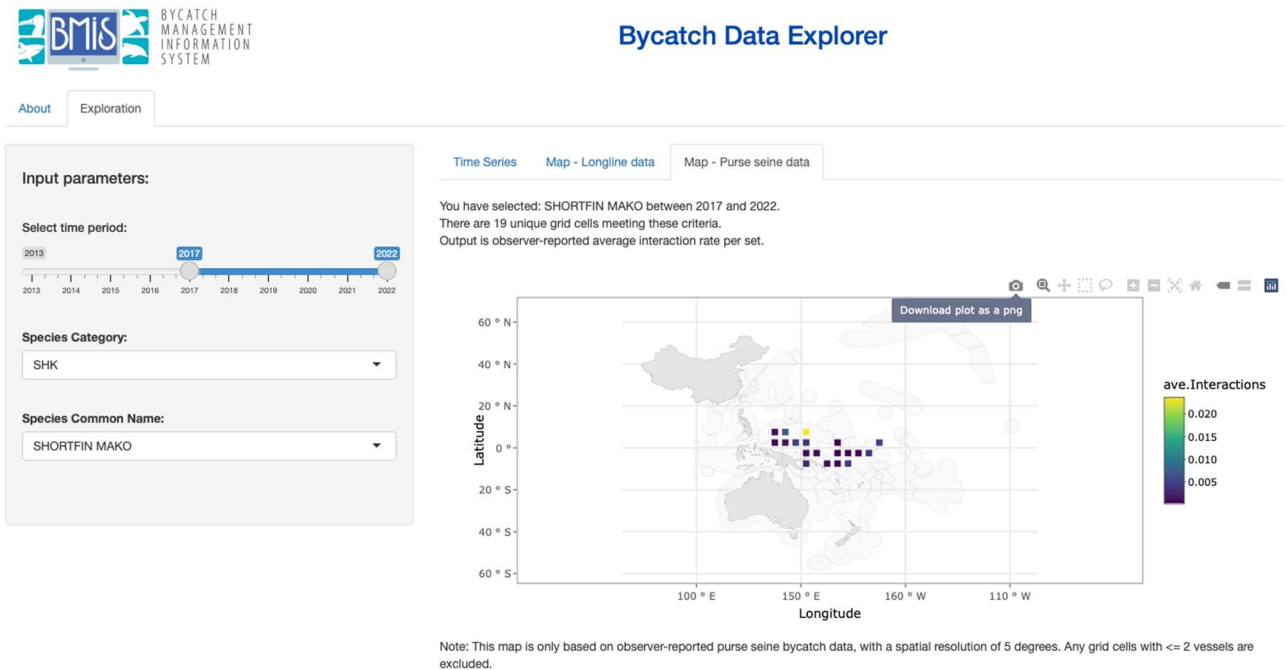 BMiS
BYCATCH
MANAGEMENT
INFORMATION
SYSTEM
Bycatch Data Explorer
About
Exploration
Input parameters:
Select time period:
2013
2017
2022
2013 2014 2015 2016 2017 2018 2019 2020 2021 2022
Species Category:
SHK
Species Common Name:
SHORTFIN MAKO
Time Series
Map - Longline data
Map - Purse seine data
You have selected: SHORTFIN MAKO between 2017 and 2022.
There are 19 unique grid cells meeting these criteria.
Output is observer-reported average interaction rate per set.
Download plot as a png
60 ° N
40 ° N
20 ° N
0 °
20 ° S
40 ° S
60 ° S
Latitude
100 ° E
150 ° E
160 ° W
110 ° W
Longitude
ave.Interactions
0.020
0.015
0.010
0.005
Note: This map is only based on observer-reported purse seine bycatch data, with a spatial resolution of 5 degrees. Any grid cells with <= 2 vessels are
excluded.